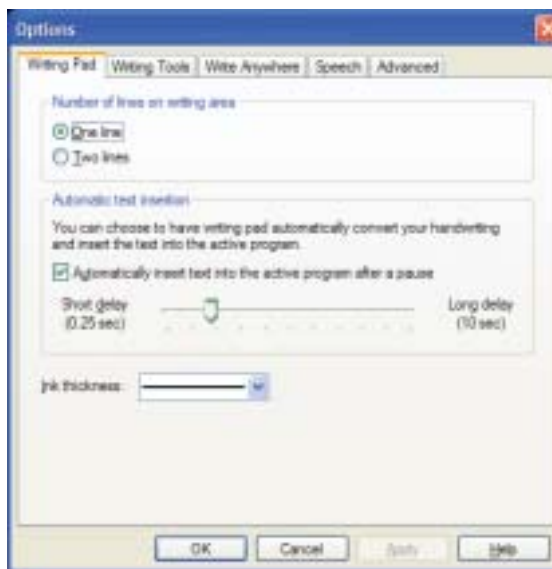 Options
Writing Pad Writing Tools Write Anywhere Speech Advanced
Number of lines on writing area
One line
Two lines
Automatic text insertion
You can choose to have writing pad automatically convert your handwriting
and insert the text into the active program.
Automatically insert text into the active program after a pause
Short delay Long delay
(0.25 sec) (10 sec)
Ink thickness:
OK Cancel Apply Help